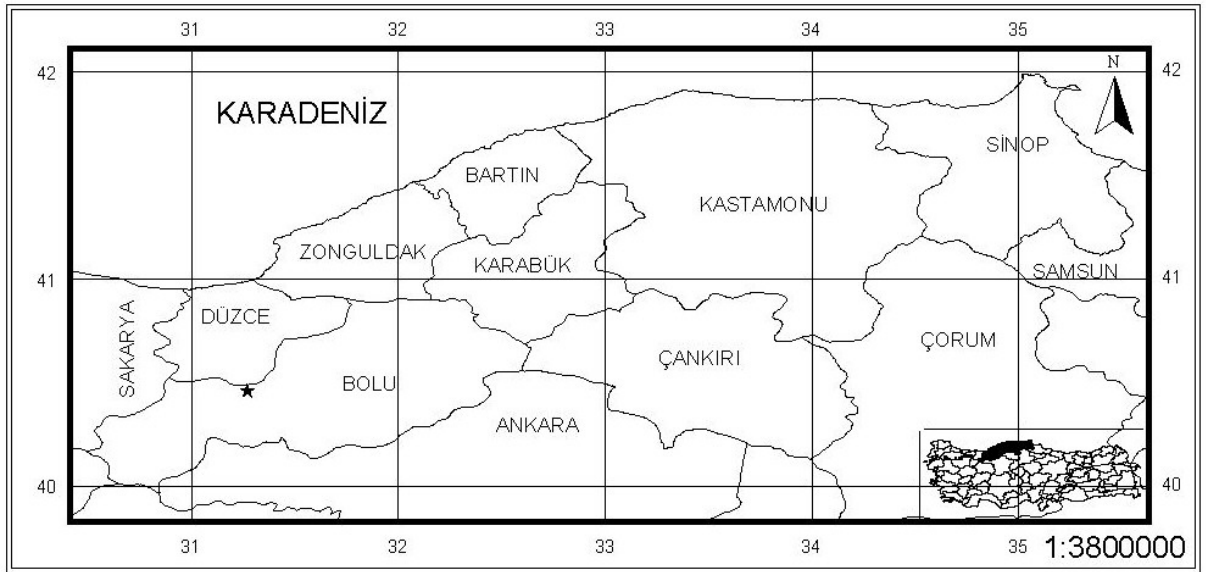 31 32 33 34 35
42 42
N
KARADENİZ
SİNOP
BARTIN
KASTAMONU
ZONGULDAK
KARABÜK
SAMSUN
41 41
DÜZCE
SAKARYA
ÇORUM
ÇANKIRI
BOLU
ANKARA
40 40
31 32 33 34 35
1:3800000